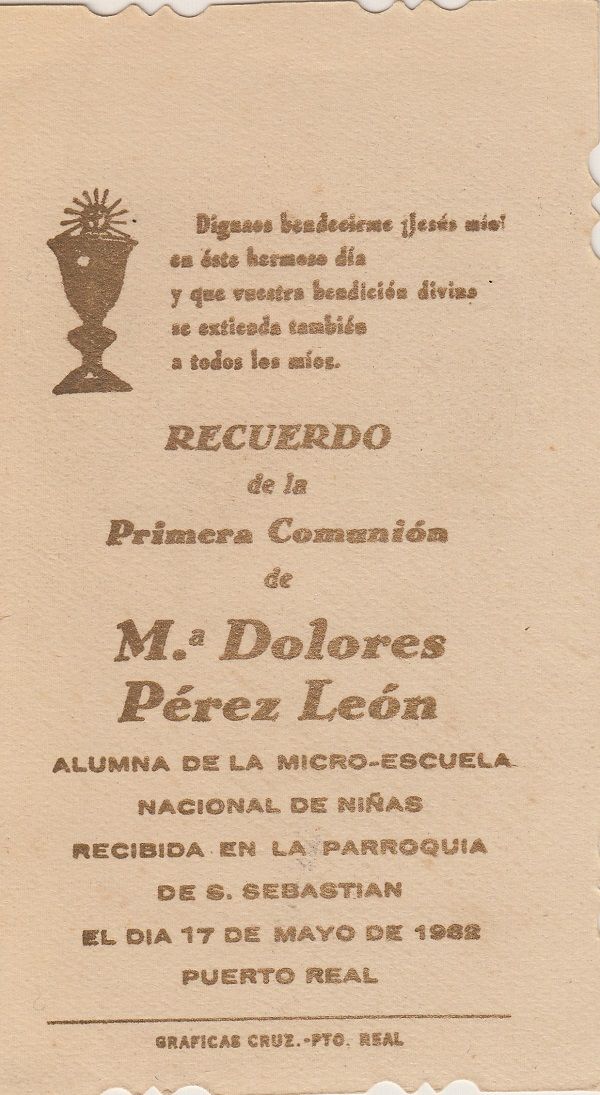 Dignaos bendecirme ¡Jesús mío!
en éste hermoso día
y que vuestra bendición divina
se extienda también
a todos los míos.
RECUERDO
de la
Primera Comunión
de
M.ª Dolores
Pérez León
ALUMNA DE LA MICRO-ESCUELA
NACIONAL DE NIÑAS
RECIBIDA EN LA PARROQUIA
DE S. SEBASTIAN
EL DIA 17 DE MAYO DE
PUERTO REAL
GRAFICAS CRUZ.-PTO. REAL